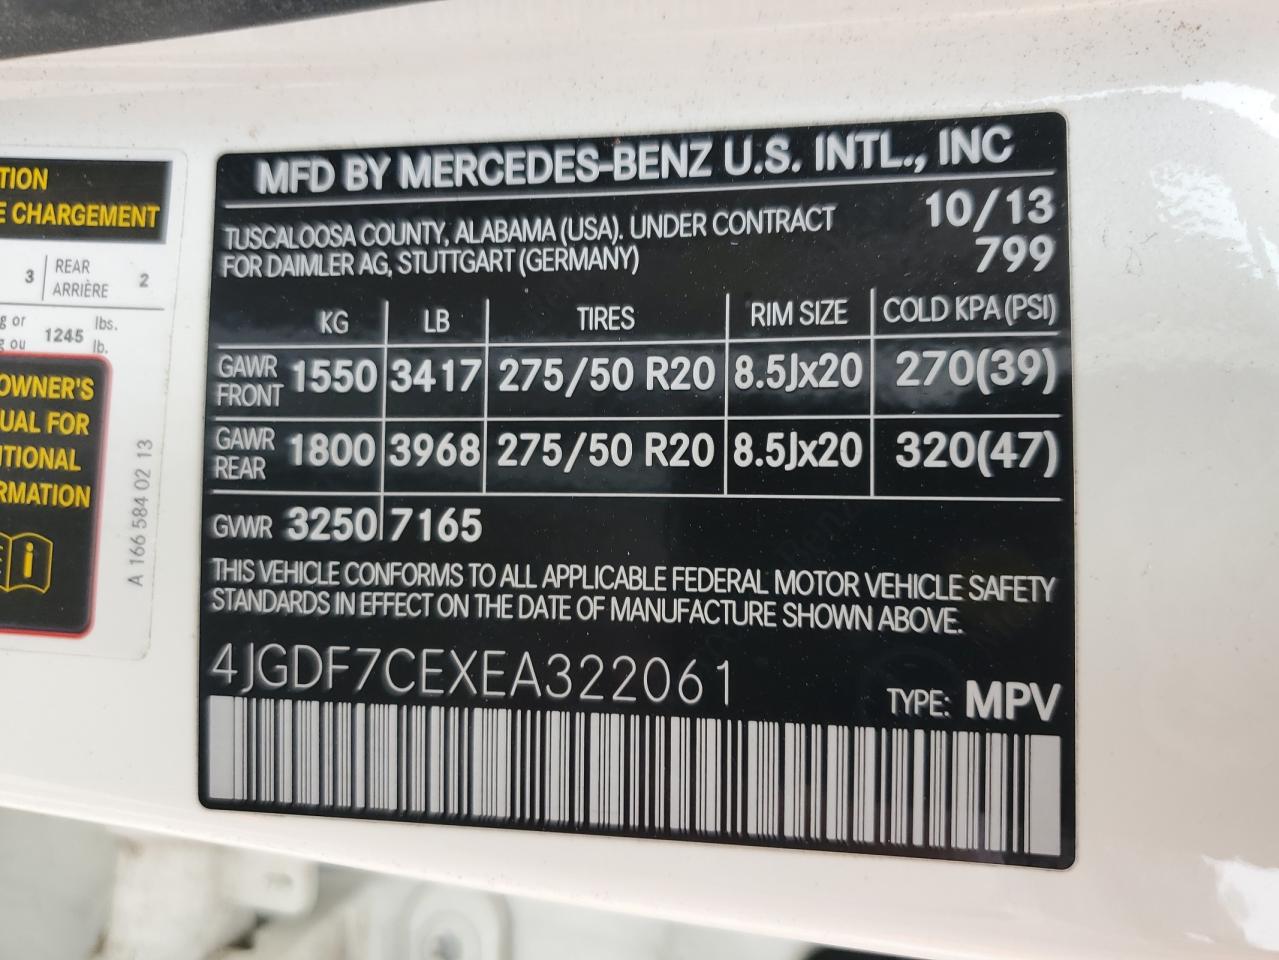 TION
E CHARGEMENT
3 REAR 2
ARRIÈRE
g or 1245 lbs.
g ou lb.
OWNER'S
UAL FOR
ITIONAL
RMATION
i
A 166 584 02 13
MFD BY MERCEDES-BENZ U.S. INTL., INC
TUSCALOOSA COUNTY, ALABAMA (USA). UNDER CONTRACT 10/13
FOR DAIMLER AG, STUTTGART (GERMANY) 799
KG LB TIRES RIM SIZE COLD KPA (PSI)
GAWR FRONT 1550 3417 275/50 R20 8.5Jx20 270(39)
GAWR REAR 1800 3968 275/50 R20 8.5Jx20 320(47)
GVWR 3250 7165
THIS VEHICLE CONFORMS TO ALL APPLICABLE FEDERAL MOTOR VEHICLE SAFETY
STANDARDS IN EFFECT ON THE DATE OF MANUFACTURE SHOWN ABOVE.
4JGDF7CEXEA322061
TYPE: MPV